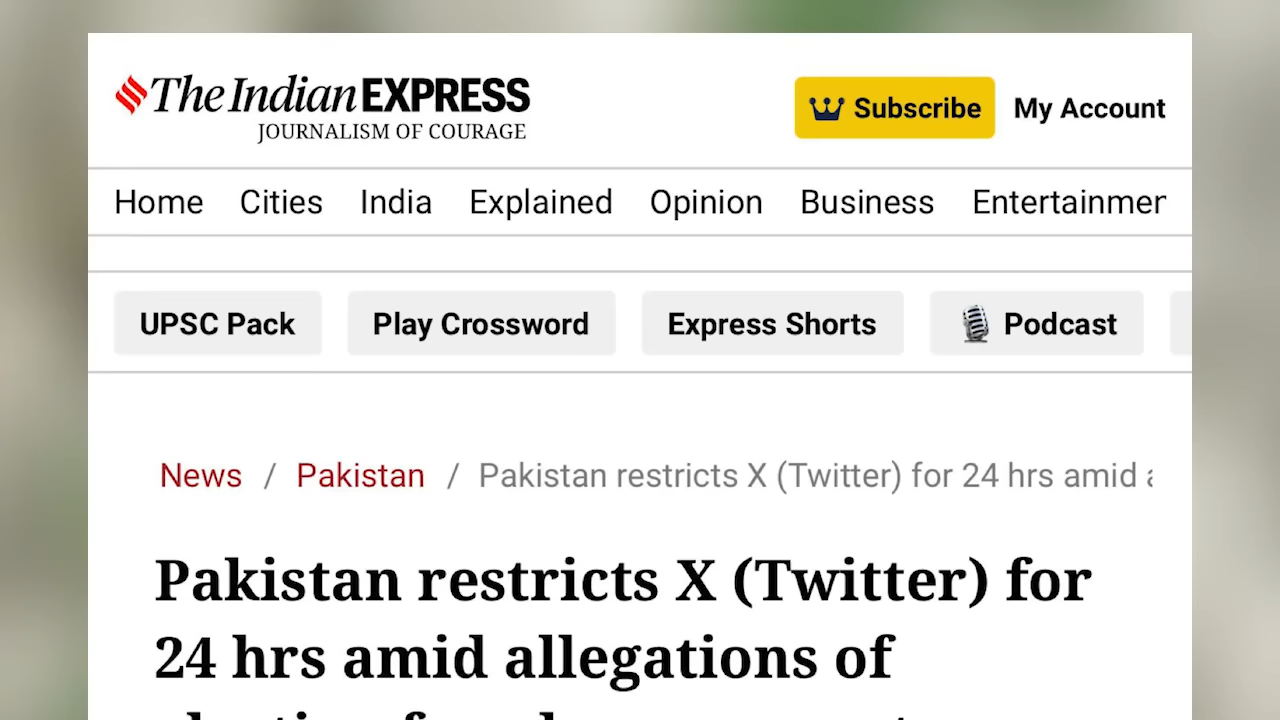 The Indian EXPRESS
JOURNALISM OF COURAGE
Subscribe My Account
Home Cities India Explained Opinion Business
UPSC Pack Play Crossword Express Shorts Podcast
News / Pakistan / Pakistan restricts X (Twitter) for 24 hrs amid
Pakistan restricts X (Twitter) for
24 hrs amid allegations of